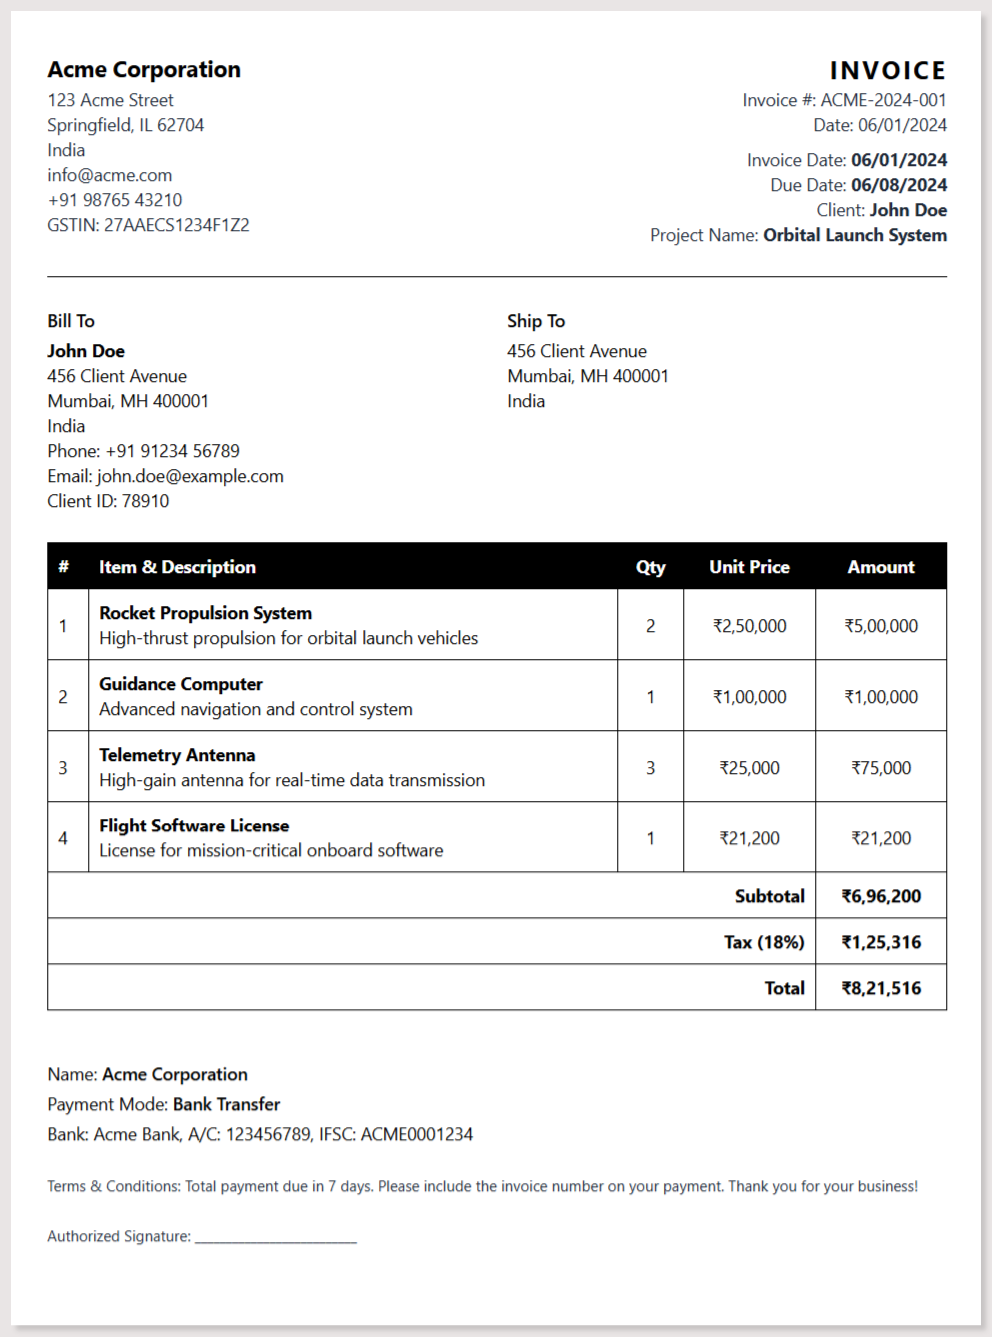 Acme Corporation
123 Acme Street
Springfield, IL 62704
India
info@acme.com
+91 98765 43210
GSTIN: 27AAECS1234F1Z2
INVOICE
Invoice #: ACME-2024-001
Date: 06/01/2024
Invoice Date: 06/01/2024
Due Date: 06/08/2024
Client: John Doe
Project Name: Orbital Launch System
Bill To
John Doe
456 Client Avenue
Mumbai, MH 400001
India
Phone: +91 91234 56789
Email: john.doe@example.com
Client ID: 78910
Ship To
456 Client Avenue
Mumbai, MH 400001
India
# Item & Description Qty Unit Price Amount
1 Rocket Propulsion System 2 ₹2,50,000 ₹5,00,000
High-thrust propulsion for orbital launch vehicles
2 Guidance Computer 1 ₹1,00,000 ₹1,00,000
Advanced navigation and control system
3 Telemetry Antenna 3 ₹25,000 ₹75,000
High-gain antenna for real-time data transmission
4 Flight Software License 1 ₹21,200 ₹21,200
License for mission-critical onboard software
Subtotal ₹6,96,200
Tax (18%) ₹1,25,316
Total ₹8,21,516
Name: Acme Corporation
Payment Mode: Bank Transfer
Bank: Acme Bank, A/C: 123456789, IFSC: ACME0001234
Terms & Conditions: Total payment due in 7 days. Please include the invoice number on your payment. Thank you for your business!
Authorized Signature: ____________________